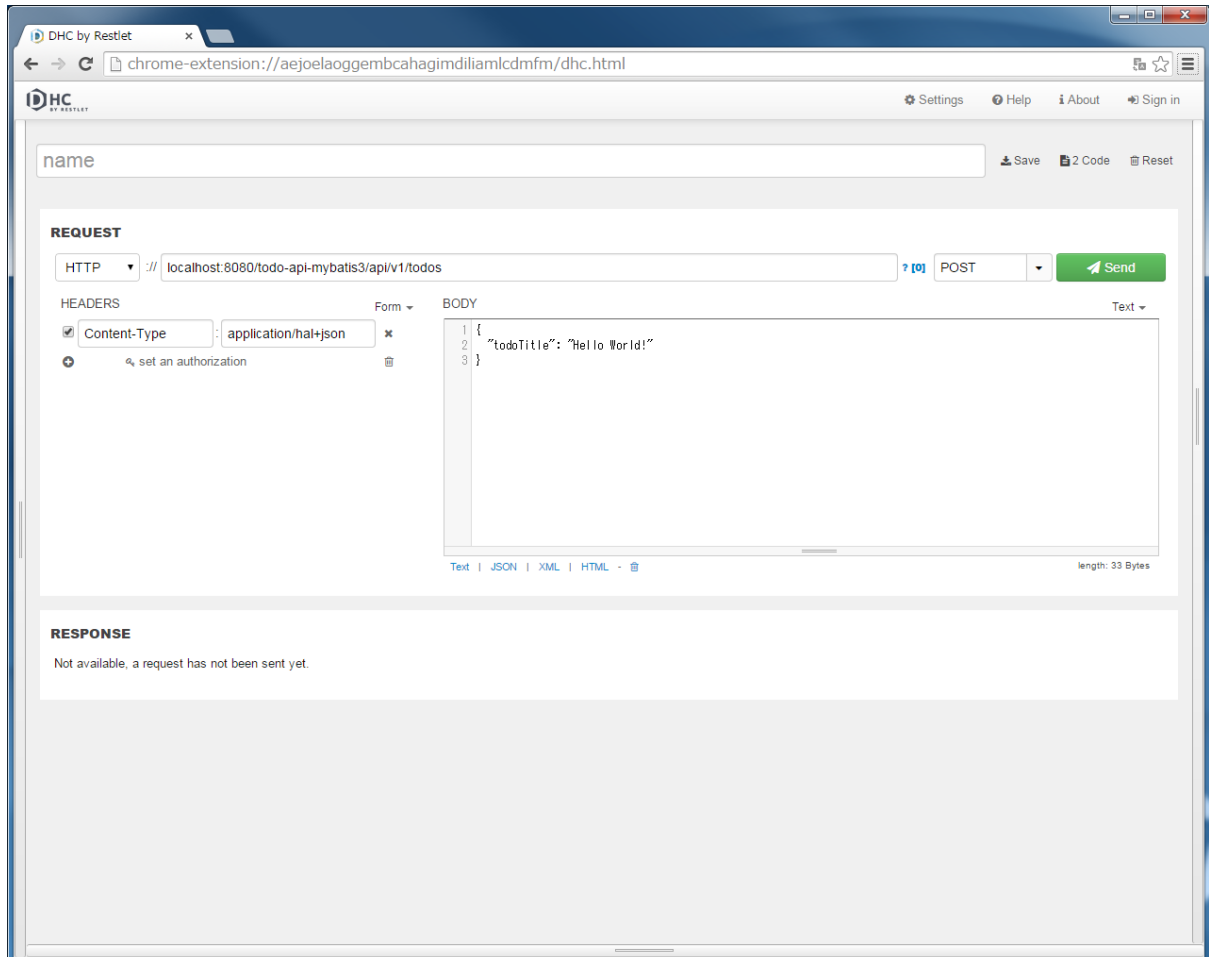 DHC by Restlet
chrome-extension://aejoelaoggembcahagimdiliamlcdmfm/dhc.html
DHC BY RESTLET Settings Help About Sign in
name Save 2 Code Reset
REQUEST
HTTP :// localhost:8080/todo-api-mybatis3/api/v1/todos ? [0] POST Send
HEADERS Form BODY Text
Content-Type : application/hal+json
set an authorization
1 {
2 "todoTitle": "Hello World!"
3 }
Text | JSON | XML | HTML - length: 33 Bytes
RESPONSE
Not available, a request has not been sent yet.